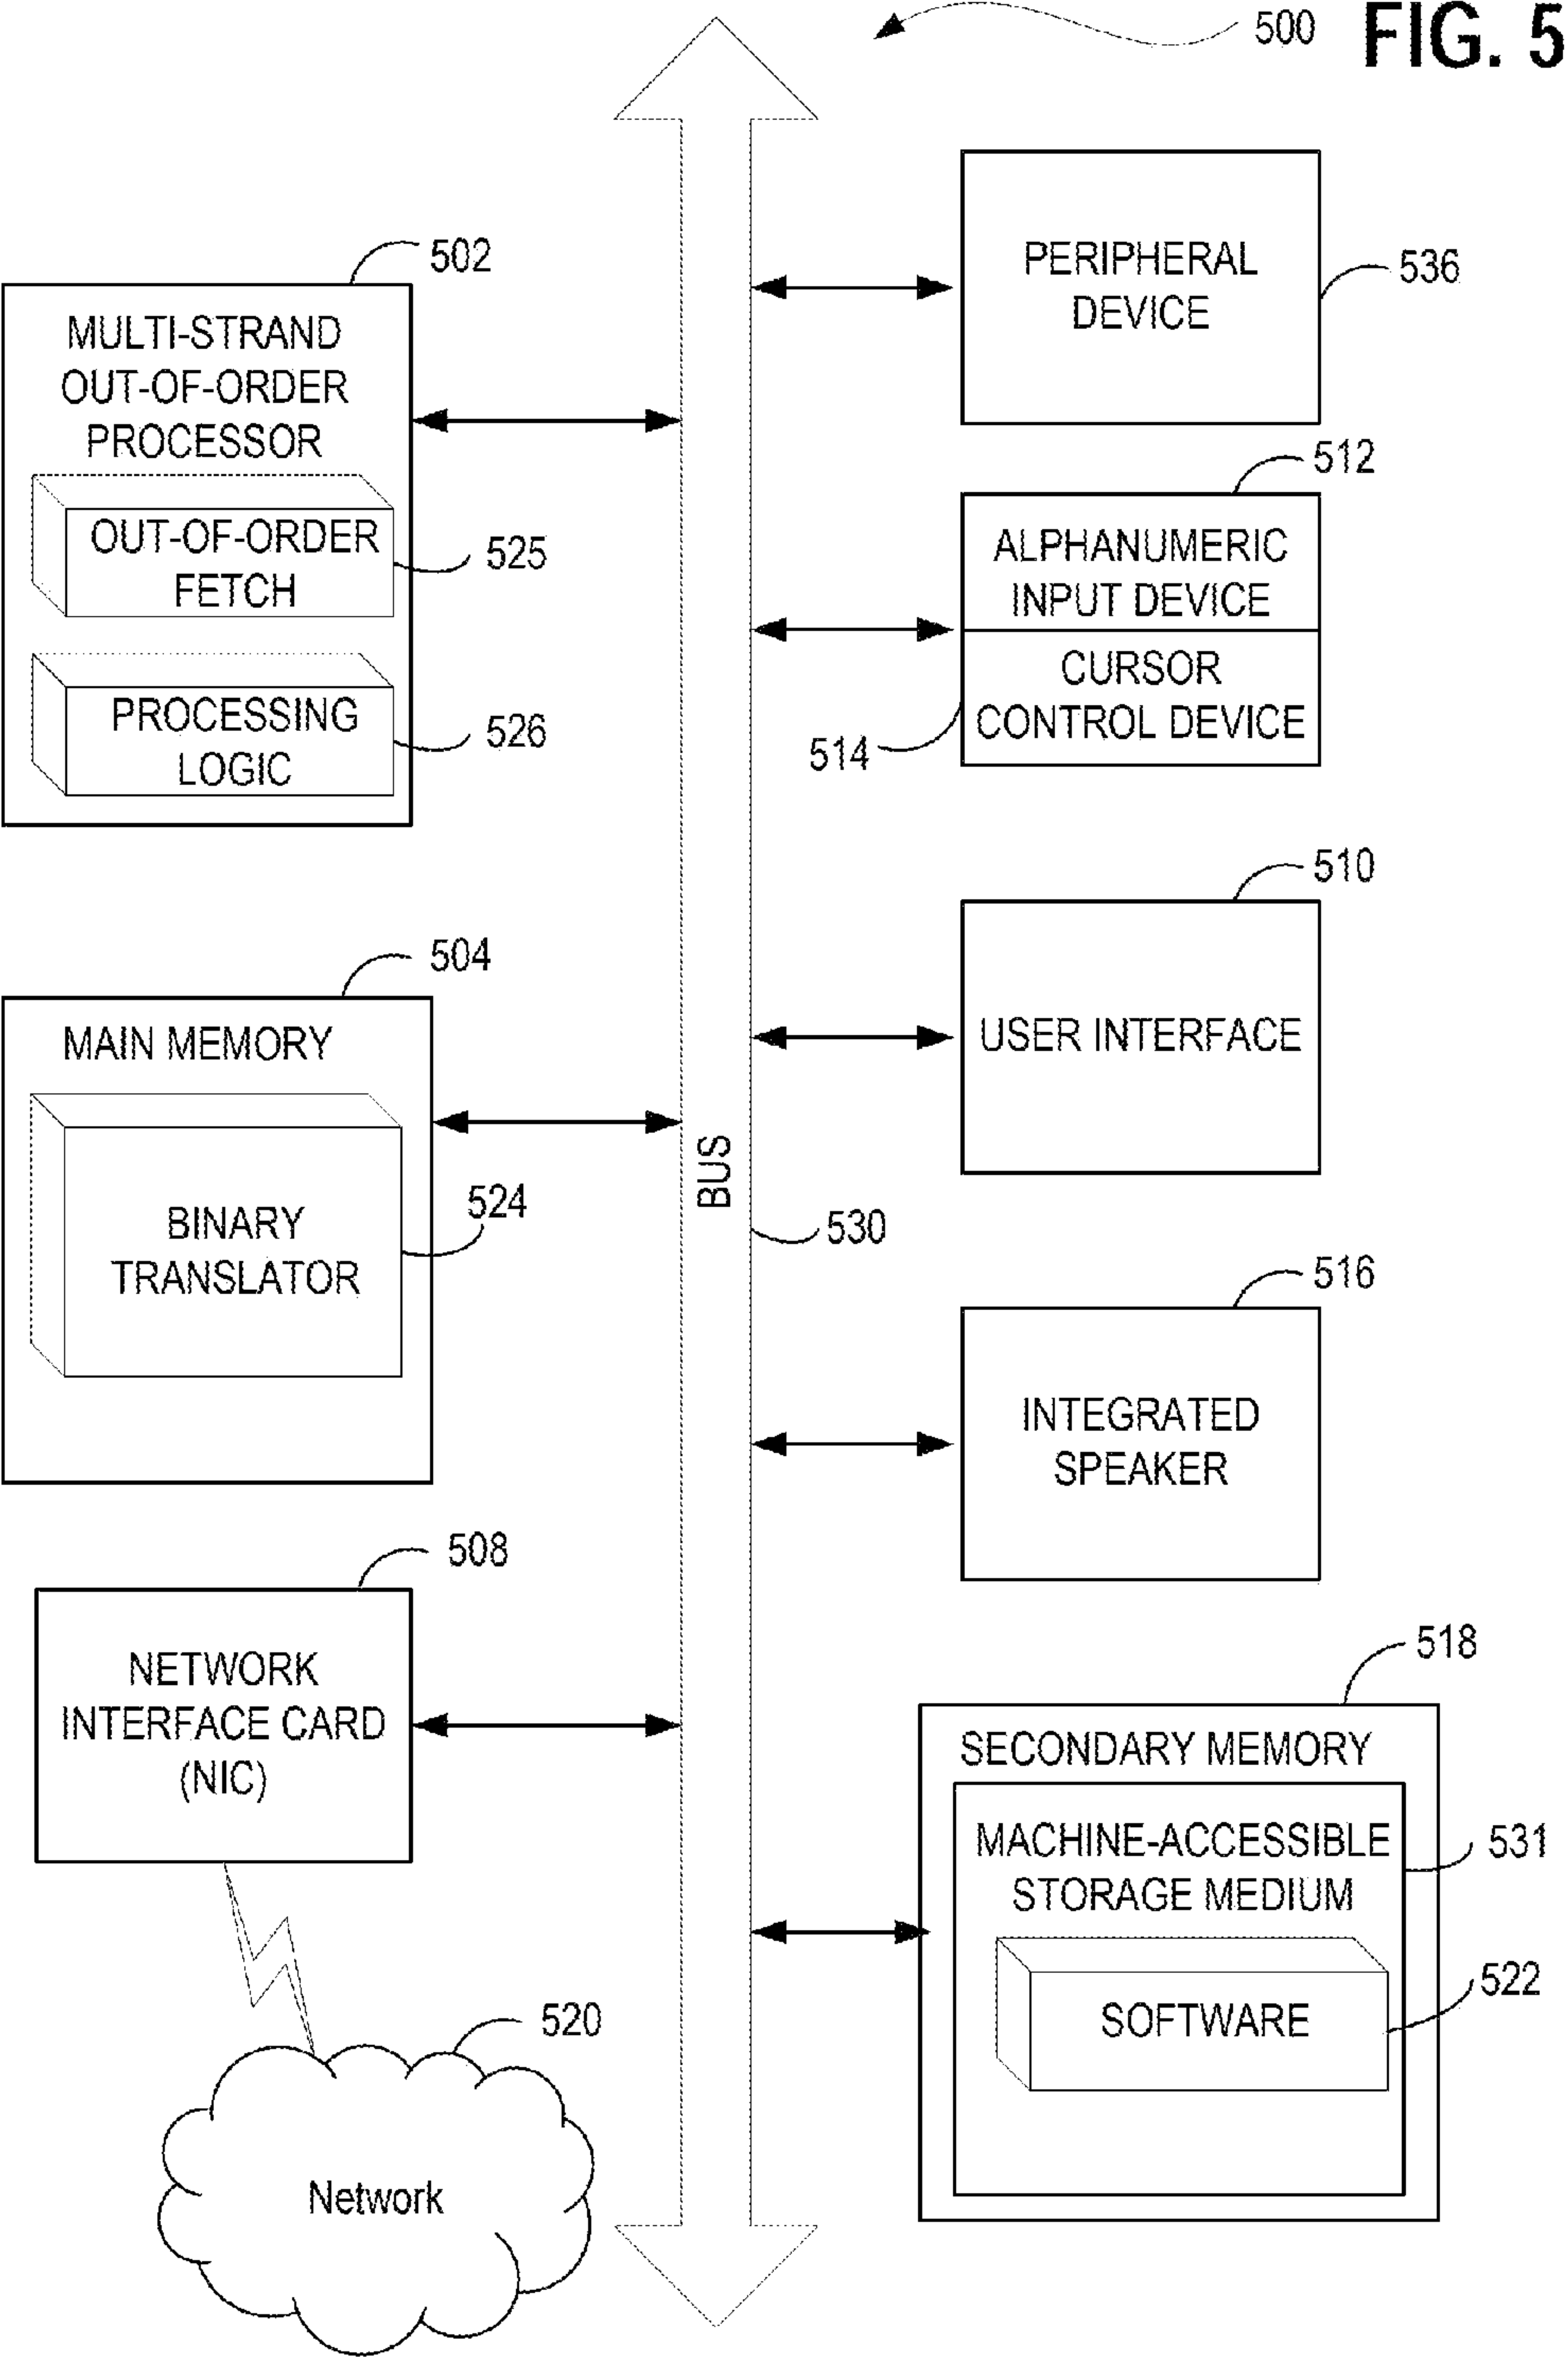 500
FIG. 5
502
MULTI-STRAND
OUT-OF-ORDER
PROCESSOR
OUT-OF-ORDER
FETCH
525
PROCESSING
LOGIC
526
504
MAIN MEMORY
BINARY
TRANSLATOR
524
508
NETWORK
INTERFACE CARD
(NIC)
520
Network
BUS
530
PERIPHERAL
DEVICE
536
512
ALPHANUMERIC
INPUT DEVICE
CURSOR
CONTROL DEVICE
514
510
USER INTERFACE
516
INTEGRATED
SPEAKER
518
SECONDARY MEMORY
MACHINE-ACCESSIBLE
STORAGE MEDIUM
531
SOFTWARE
522